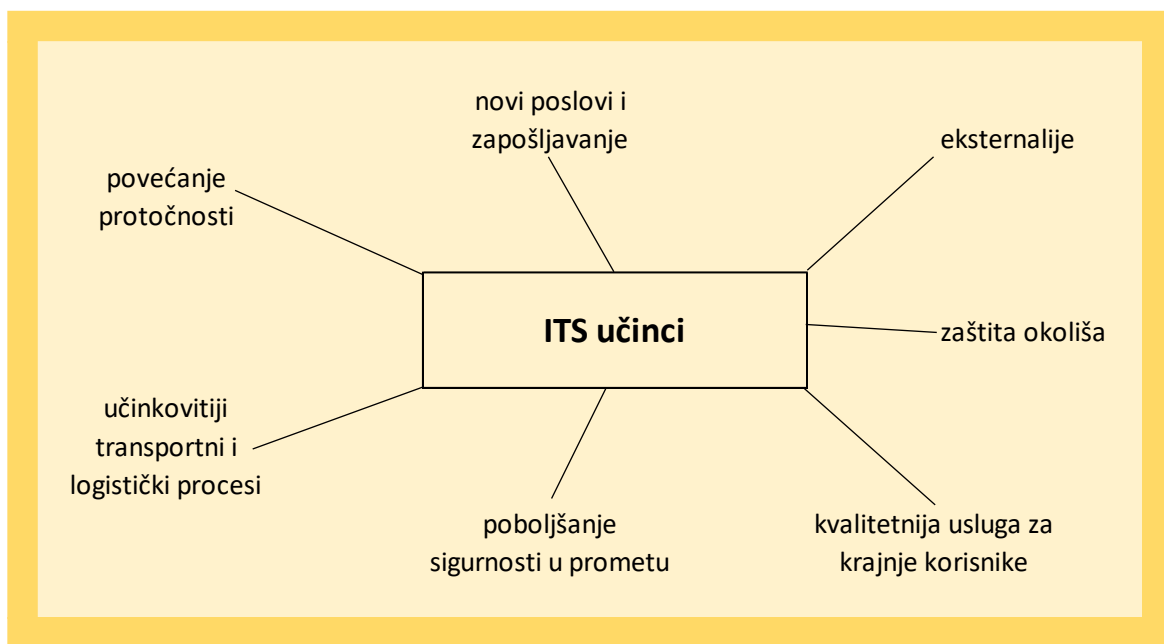 novi poslovi i
zapošljavanje
eksternalije
povećanje
protočnosti
ITS učinci
zaštita okoliša
učinkovitiji
transportni i
logistički procesi
poboljšanje
sigurnosti u prometu
kvalitetnija usluga za
krajnje korisnike